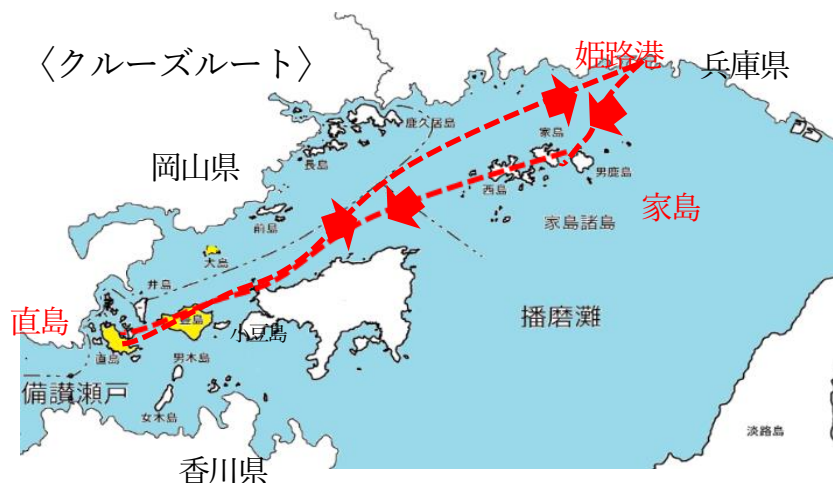 〈クルーズルート〉
姫路港
兵庫県
鹿久居島
家島
長島
岡山県
西島
男鹿島
家島
前島
家島諸島
犬島
井島
直島
豊島
播磨灘
小豆島
直島
男木島
備讃瀬戸
女木島
淡路島
香川県